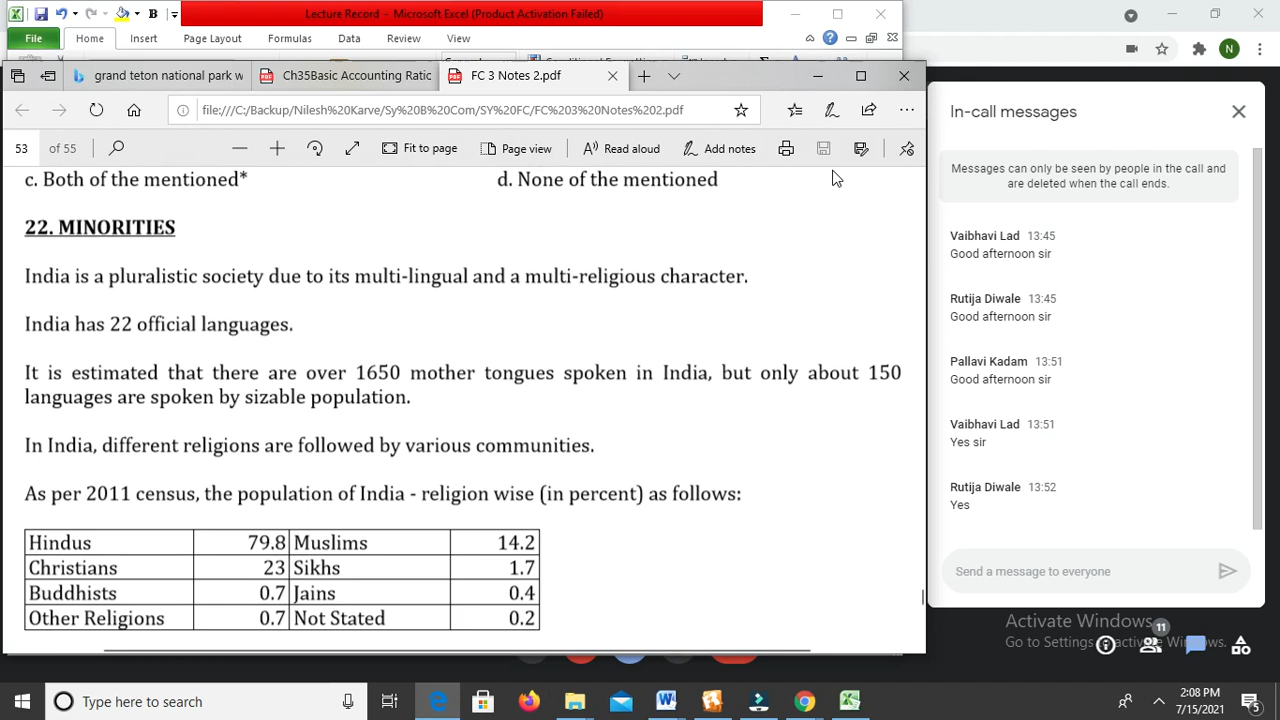 Lecture Record - Microsoft Excel (Product Activation Failed)
File Home Insert Page Layout Formulas Data Review View
grand teton national park w
Ch35Basic Accounting Ratio
FC 3 Notes 2.pdf
file:///C:/Backup/Nilesh%20Karve/Sy%20B%20Com/SY%20FC/FC%203%20Notes%202.pdf
53 of 55 Fit to page Page view Read aloud Add notes
c. Both of the mentioned* d. None of the mentioned
22. MINORITIES
India is a pluralistic society due to its multi-lingual and a multi-religious character.
India has 22 official languages.
It is estimated that there are over 1650 mother tongues spoken in India, but only about 150
languages are spoken by sizable population.
In India, different religions are followed by various communities.
As per 2011 census, the population of India - religion wise (in percent) as follows:
Hindus 79.8 Muslims 14.2
Christians 23 Sikhs 1.7
Buddhists 0.7 Jains 0.4
Other Religions 0.7 Not Stated 0.2
N
In-call messages
Messages can only be seen by people in the call and
are deleted when the call ends.
Vaibhavi Lad 13:45
Good afternoon sir
Rutija Diwale 13:45
Good afternoon sir
Pallavi Kadam 13:51
Good afternoon sir
Vaibhavi Lad 13:51
Yes sir
Rutija Diwale 13:52
Yes
Send a message to everyone
Activate Windows
Go to Settings to activate Windows.
11
Type here to search
2:08 PM
7/15/2021
5